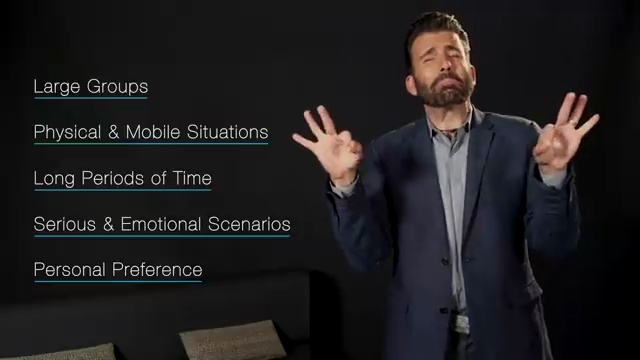 Large Groups
Physical & Mobile Situations
Long Periods of Time
Serious & Emotional Scenarios
Personal Preference